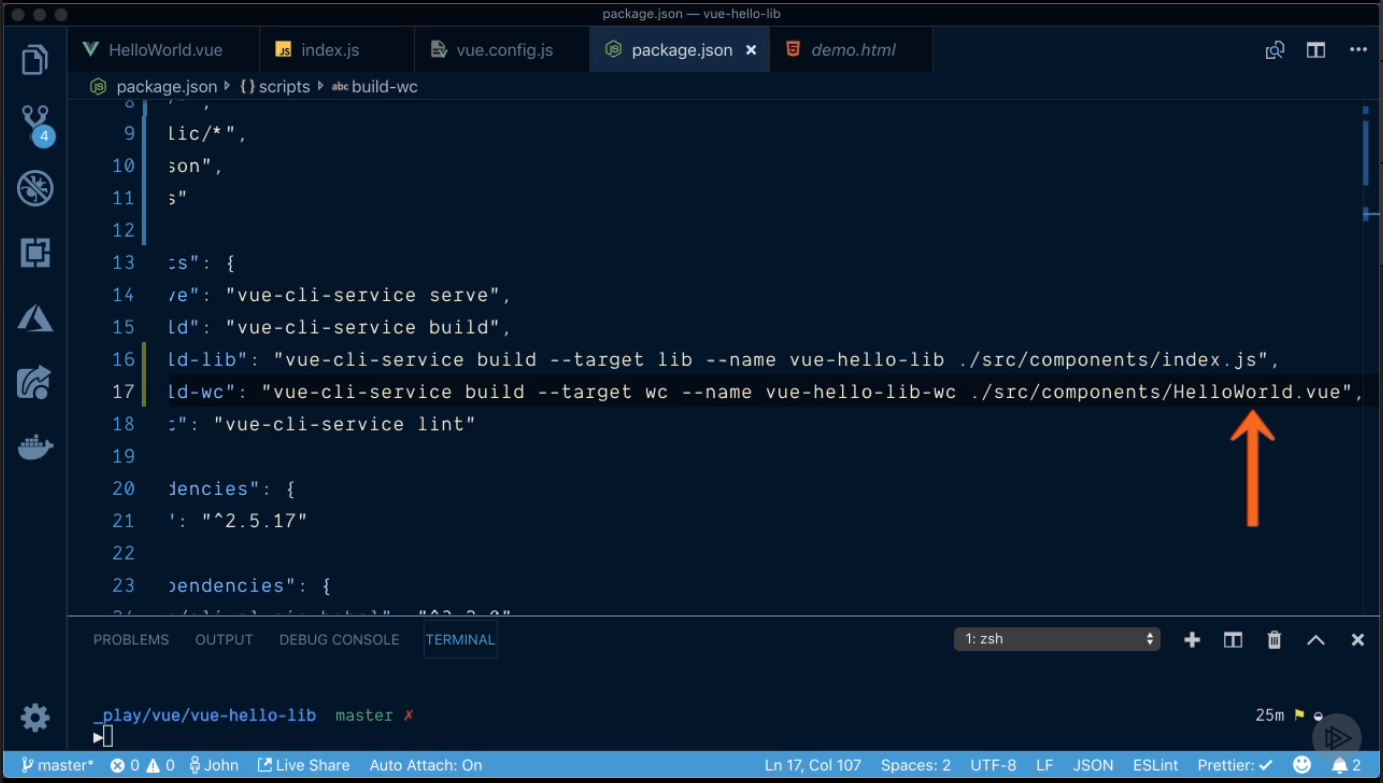 package.json — vue-hello-lib
HelloWorld.vue
JS index.js
vue.config.js
package.json ×
demo.html
package.json {} scripts abc build-wc
8
9 lic/*",
10 son",
11 s"
12
13 ts": {
14 ve": "vue-cli-service serve",
15 ld": "vue-cli-service build",
16 ld-lib": "vue-cli-service build --target lib --name vue-hello-lib ./src/components/index.js",
17 ld-wc": "vue-cli-service build --target wc --name vue-hello-lib-wc ./src/components/HelloWorld.vue",
18 t": "vue-cli-service lint"
19
20 dencies": {
21 ": "^2.5.17"
22
23 pendencies": {
4
PROBLEMS OUTPUT DEBUG CONSOLE TERMINAL
1: zsh
_play/vue/vue-hello-lib master ✗
25m
master* 0 0 John Live Share Auto Attach: On
Ln 17, Col 107 Spaces: 2 UTF-8 LF JSON ESLint Prettier: ✓ 2